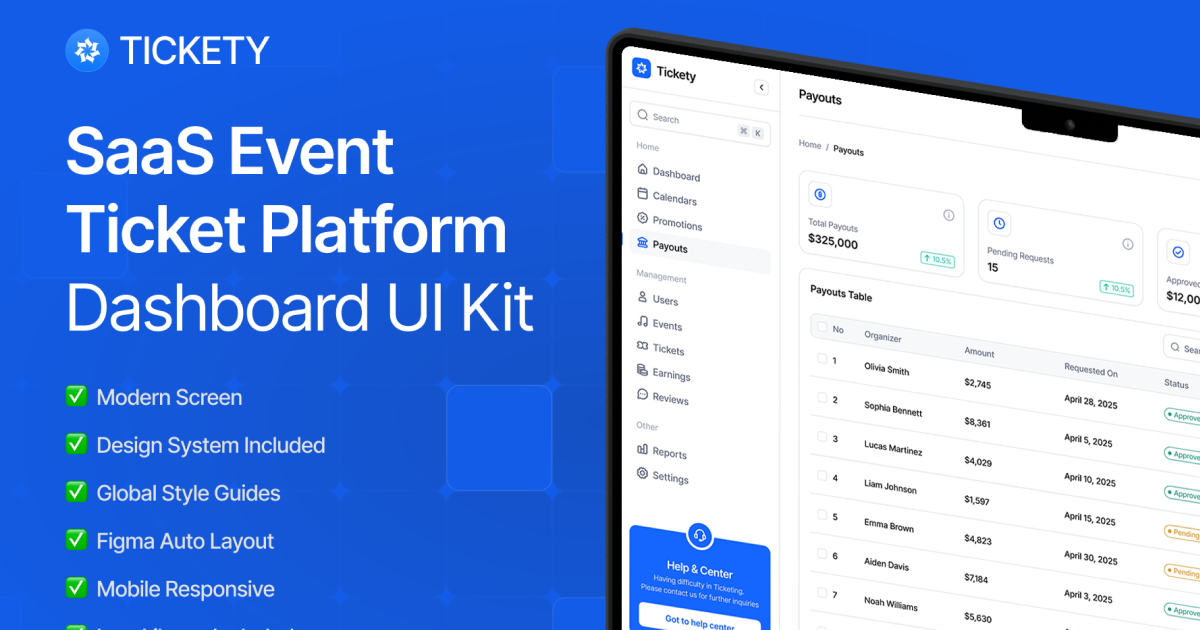 TICKETY
SaaS Event
Ticket Platform
Dashboard UI Kit
✅ Modern Screen
✅ Design System Included
✅ Global Style Guides
✅ Figma Auto Layout
✅ Mobile Responsive
Tickety
Search ⌘ K
Home
Dashboard
Calendars
Promotions
Payouts
Management
Users
Events
Tickets
Earnings
Reviews
Other
Reports
Settings
Help & Center
Having difficulty in Ticketing.
Please contact us for further inquiries
Got to help center
Payouts
Home / Payouts
Total Payouts
$325,000
↑ 10.5%
Pending Requests
15
↑ 10.5%
$12,00
Payouts Table
No Organizer Amount Requested On Status
1 Olivia Smith $2,745 April 28, 2025 Approve
2 Sophia Bennett $8,361 April 5, 2025 Approve
3 Lucas Martinez $4,029 April 10, 2025 Approve
4 Liam Johnson $1,597 April 15, 2025 Pending
5 Emma Brown $4,823 April 30, 2025 Pending
6 Aiden Davis $7,184 April 3, 2025 Approve
7 Noah Williams $5,630